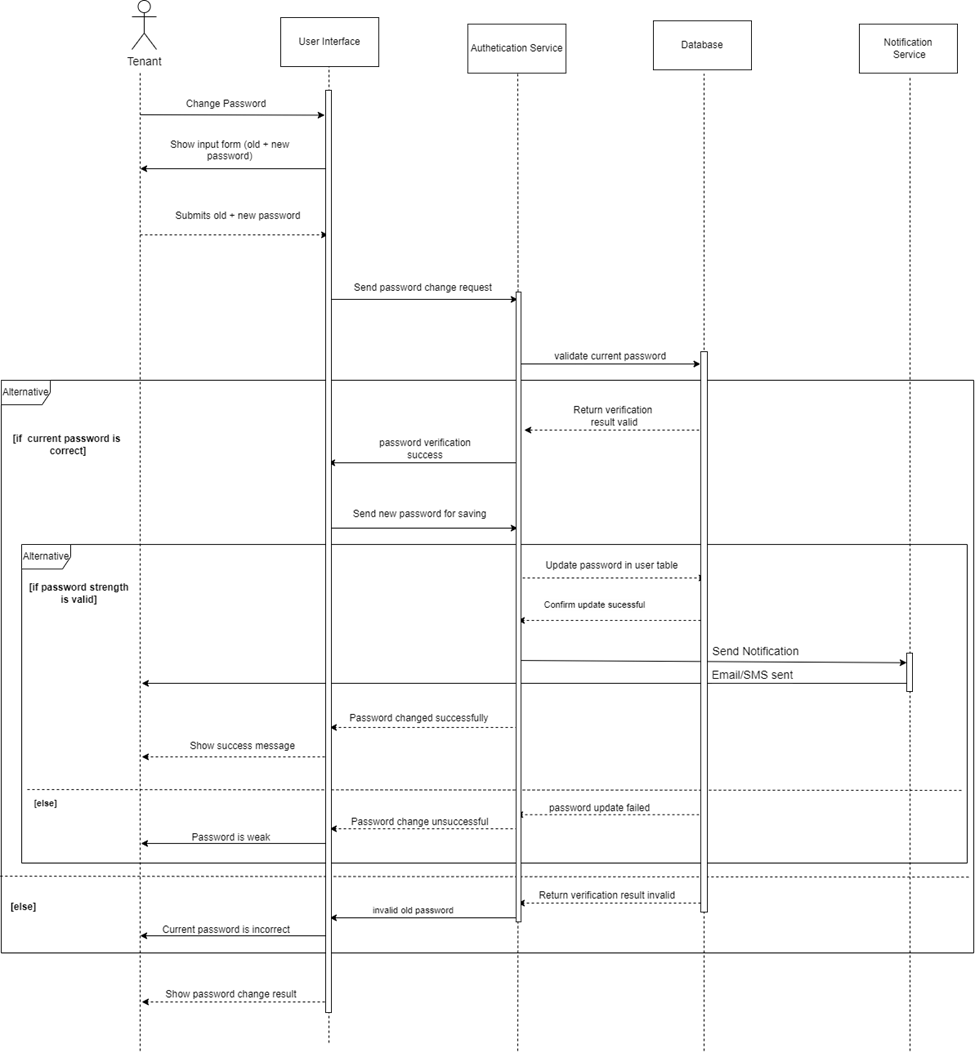 User Interface
Authetication Service
Database
Notification
Service
Tenant
Change Password
Show input form (old + new
password)
Submits old + new password
Send password change request
validate current password
Alternative
[if  current password is
correct]
Return verification
result valid
password verification
success
Send new password for saving
Alternative
[if password strength
is valid]
Update password in user table
Confirm update sucessful
Send Notification
Email/SMS sent
Password changed successfully
Show success message
[else]
password update failed
Password change unsuccessful
Password is weak
[else]
Return verification result invalid
invalid old password
Current password is incorrect
Show password change result